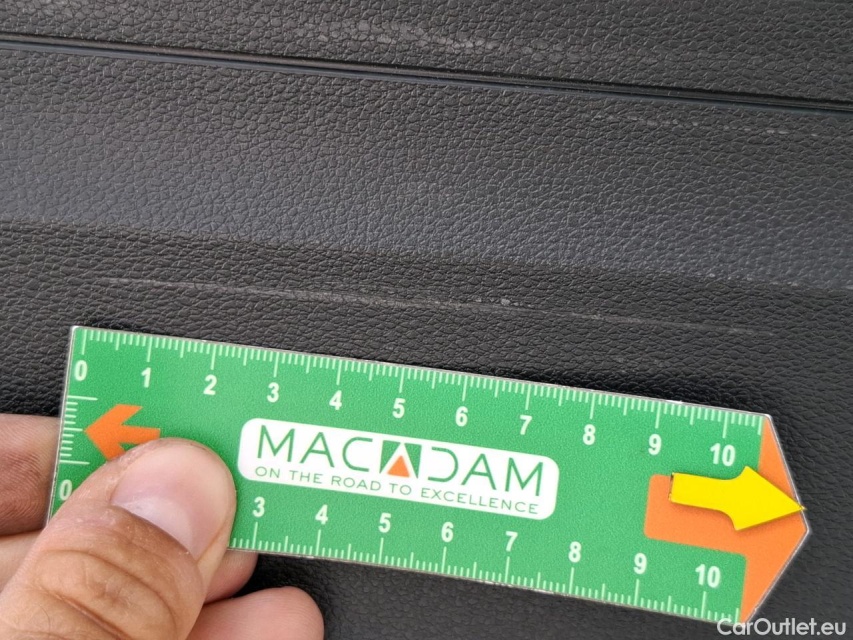 0 1 2 3 4 5 6 7 8 9 10
MACADAM
ON THE ROAD TO EXCELLENCE
0 3 4 5 6 7 8 9 10
CarOutlet.eu